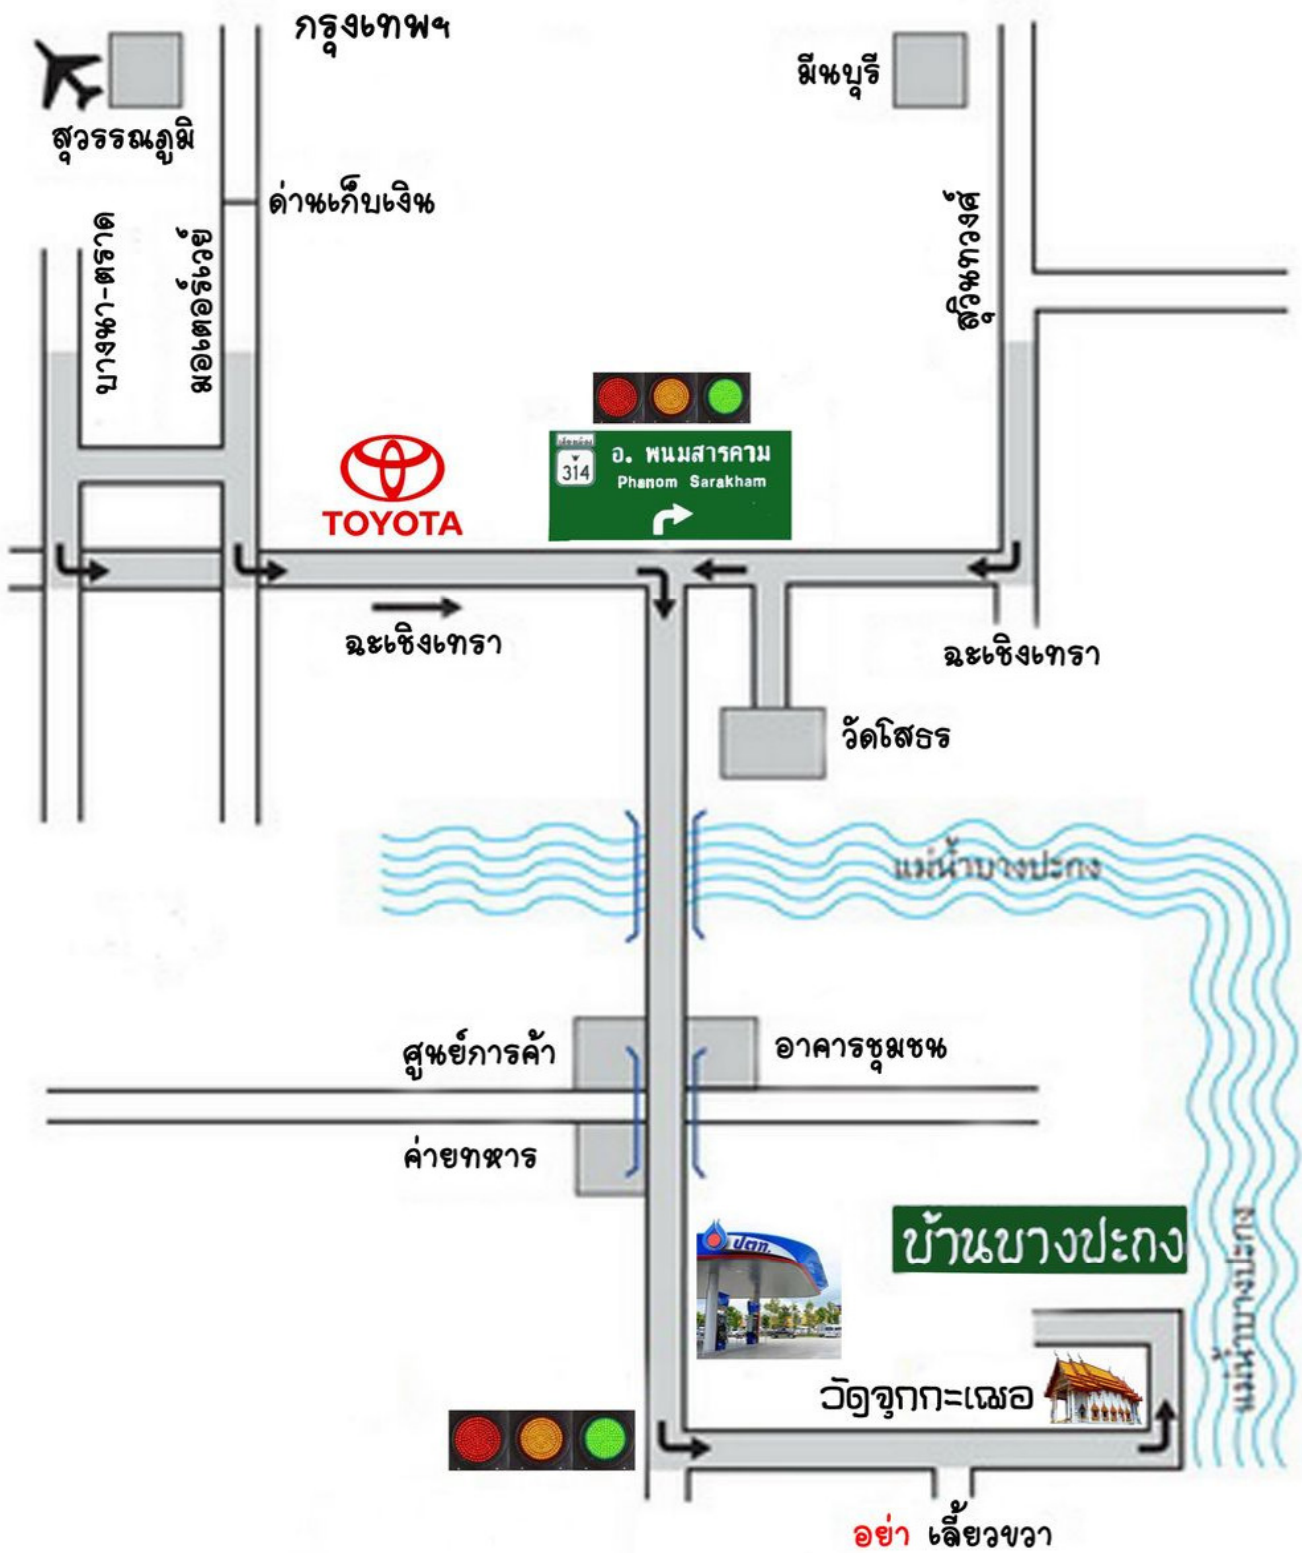 กรุงเทพฯ
มีนบุรี
สุวรรณภูมิ
ด่านเก็บเงิน
บางนา-ตราด
มอเตอร์เวย์
สุวินทวงศ์
314
อ. พนมสารคาม
Phanom Sarakham
TOYOTA
ฉะเชิงเทรา
ฉะเชิงเทรา
วัดโสธร
แม่น้ำบางปะกง
ศูนย์การค้า
อาคารชุมชน
ค่ายทหาร
ปตท.
บ้านบางปะกง
แม่น้ำบางปะกง
วัดจุกกะเฌอ
อย่า เลี้ยวขวา